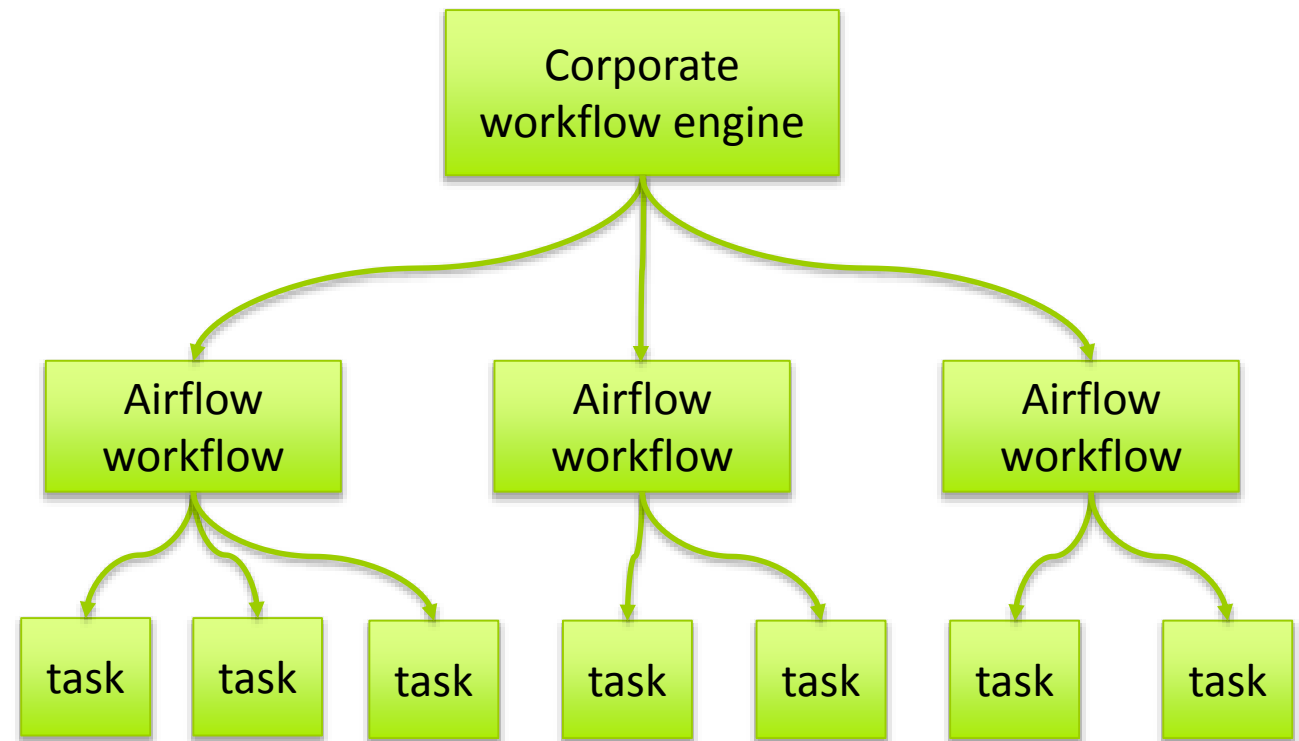 Corporate
workflow engine
Airflow
workflow
Airflow
workflow
Airflow
workflow
task
task
task
task
task
task
task